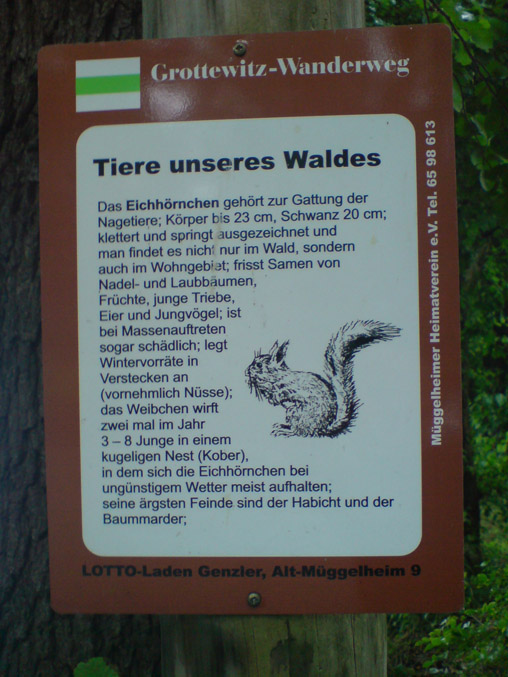 Grottewitz-Wanderweg
Tiere unseres Waldes
Das Eichhörnchen gehört zur Gattung der
Nagetiere; Körper bis 23 cm, Schwanz 20 cm;
klettert und springt ausgezeichnet und
man findet es nicht nur im Wald, sondern
auch im Wohngebiet; frisst Samen von
Nadel- und Laubbäumen,
Früchte, junge Triebe,
Eier und Jungvögel; ist
bei Massenauftreten
sogar schädlich; legt
Wintervorräte in
Verstecken an
(vornehmlich Nüsse);
das Weibchen wirft
zwei mal im Jahr
3 – 8 Junge in einem
kugeligen Nest (Kober),
in dem sich die Eichhörnchen bei
ungünstigem Wetter meist aufhalten;
seine ärgsten Feinde sind der Habicht und der
Baummarder;
LOTTO-Laden Genzler, Alt-Müggelheim 9
Müggelheimer Heimatverein e.V. Tel. 65 98 613